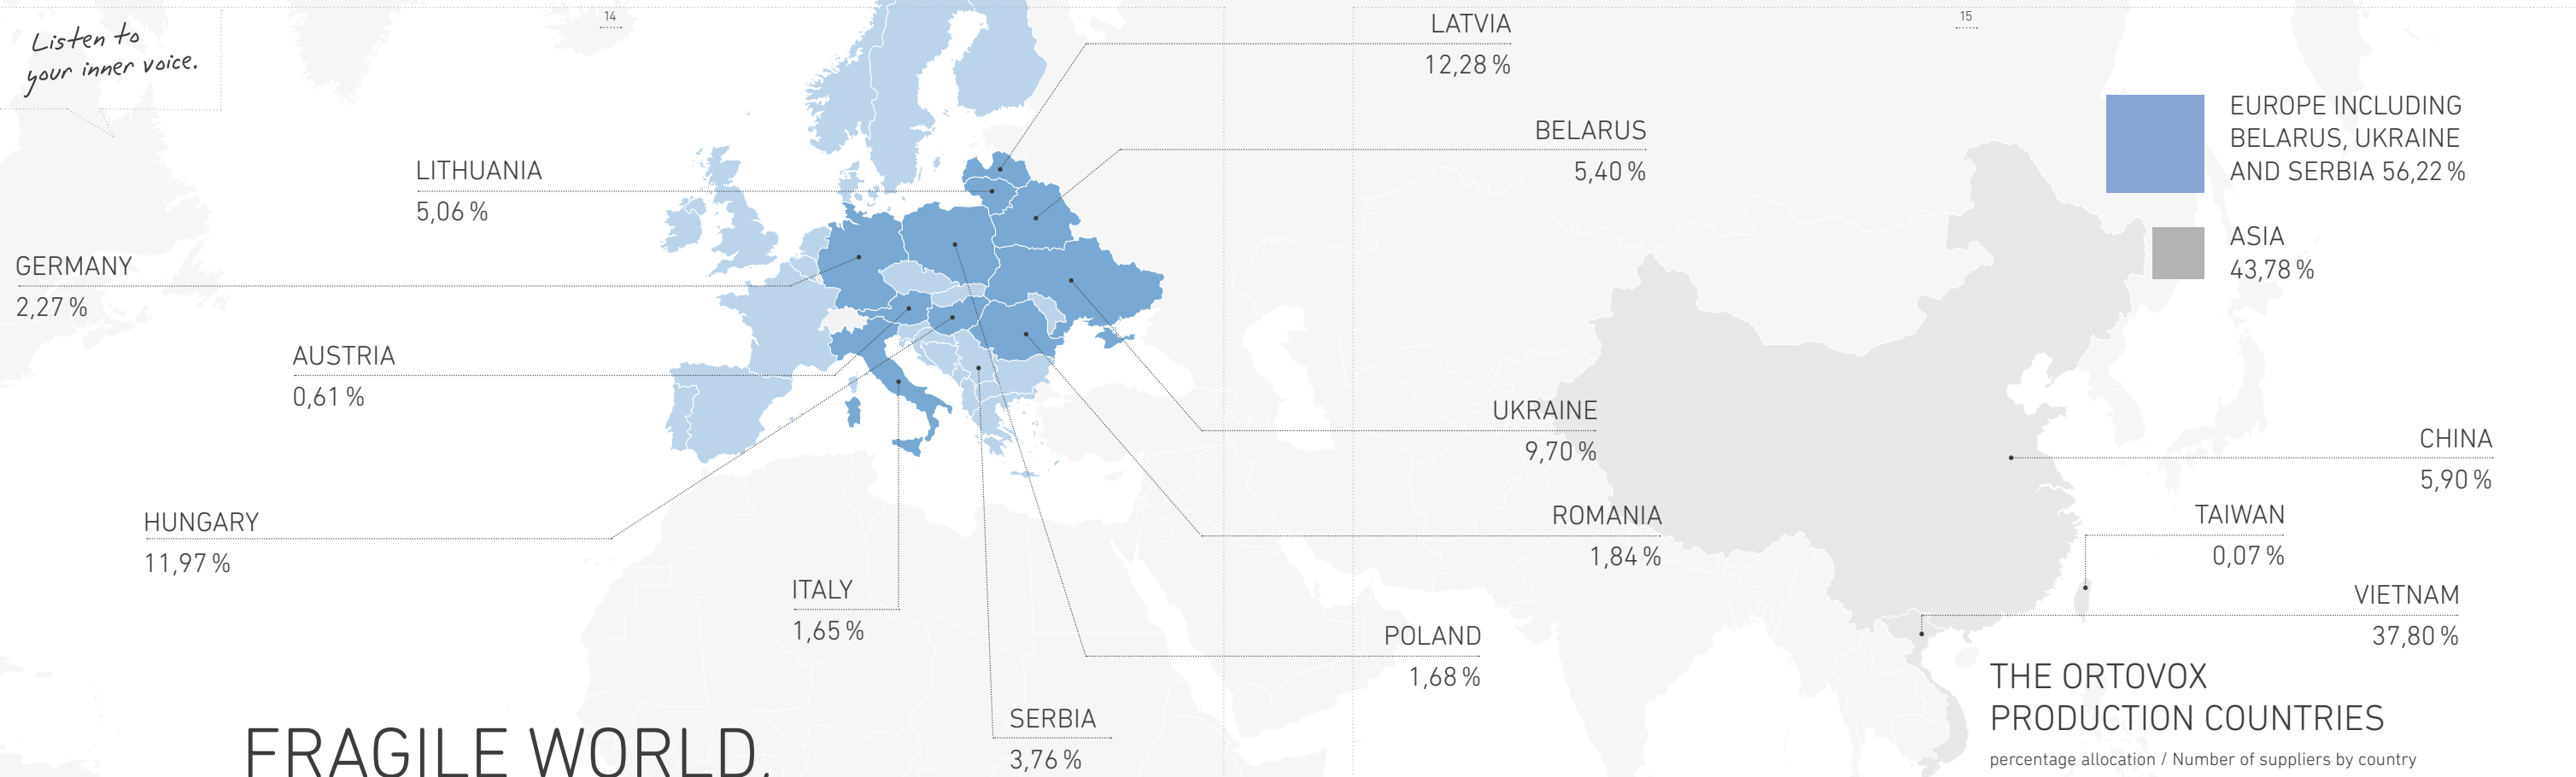 14
15
Listen to
your inner voice.
LATVIA
12,28 %
BELARUS
5,40 %
LITHUANIA
5,06 %
GERMANY
2,27 %
AUSTRIA
0,61 %
HUNGARY
11,97 %
ITALY
1,65 %
SERBIA
3,76 %
POLAND
1,68 %
ROMANIA
1,84 %
UKRAINE
9,70 %
EUROPE INCLUDING
BELARUS, UKRAINE
AND SERBIA 56,22 %
ASIA
43,78 %
CHINA
5,90 %
TAIWAN
0,07 %
VIETNAM
37,80 %
THE ORTOVOX
PRODUCTION COUNTRIES
percentage allocation / Number of suppliers by country
FRAGILE WORLD,